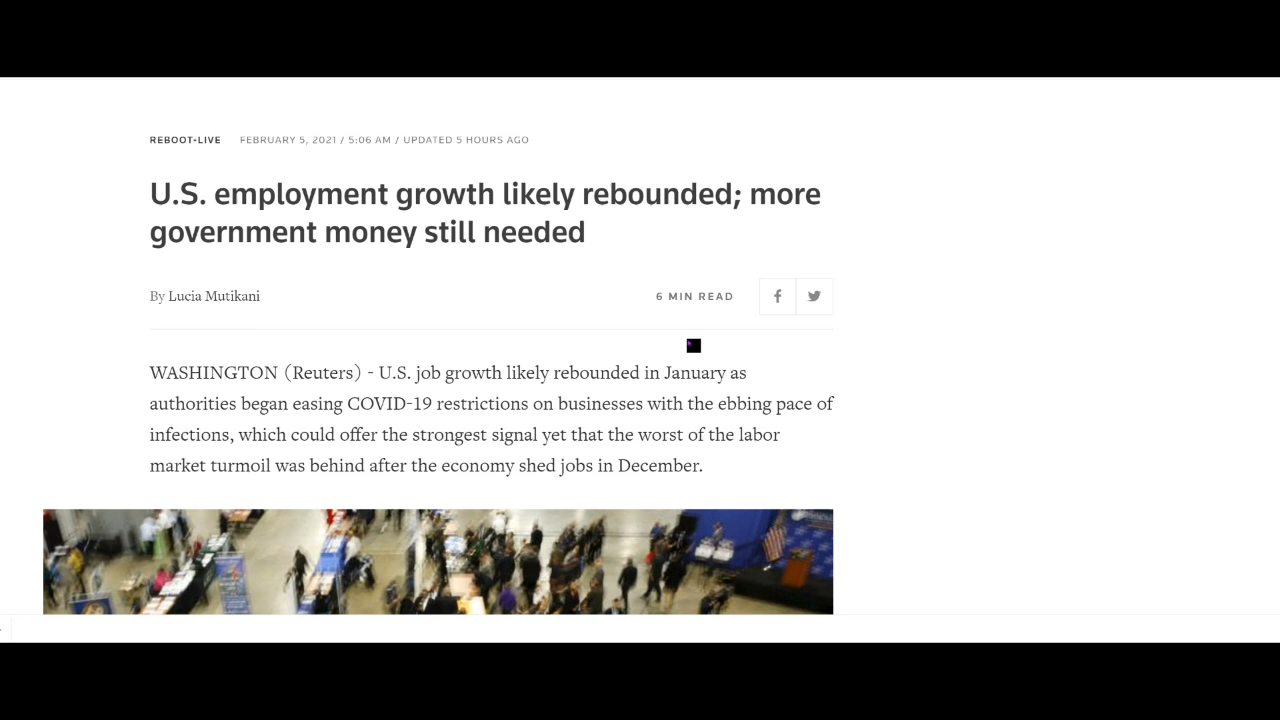 REBOOT-LIVE FEBRUARY 5, 2021 / 5:06 AM / UPDATED 5 HOURS AGO
U.S. employment growth likely rebounded; more
government money still needed
By Lucia Mutikani 6 MIN READ
WASHINGTON (Reuters) - U.S. job growth likely rebounded in January as
authorities began easing COVID-19 restrictions on businesses with the ebbing pace of
infections, which could offer the strongest signal yet that the worst of the labor
market turmoil was behind after the economy shed jobs in December.